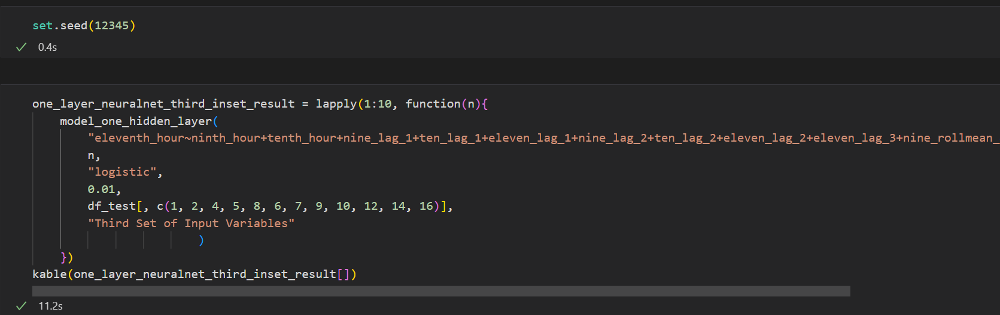 set.seed(12345)
0.4s
one_layer_neuralnet_third_inset_result = lapply(1:10, function(n){
model_one_hidden_layer(
"eleventh_hour~ninth_hour+tenth_hour+nine_lag_1+ten_lag_1+eleven_lag_1+nine_lag_2+ten_lag_2+eleven_lag_2+eleven_lag_3+nine_rollmean_
n,
"logistic",
0.01,
df_test[, c(1, 2, 4, 5, 8, 6, 7, 9, 10, 12, 14, 16)],
"Third Set of Input Variables"
)
})
kable(one_layer_neuralnet_third_inset_result[])
11.2s